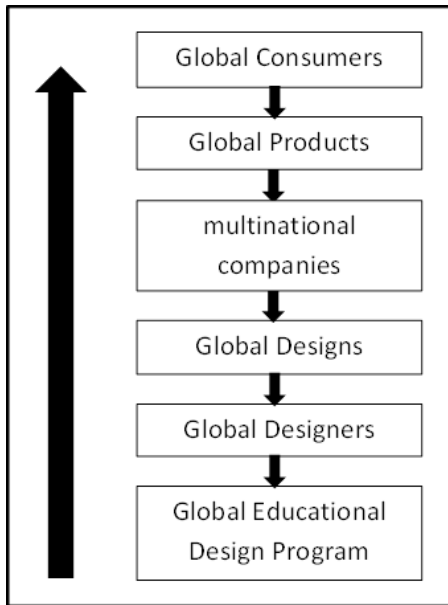 Global Consumers
Global Products
multinational
companies
Global Designs
Global Designers
Global Educational
Design Program